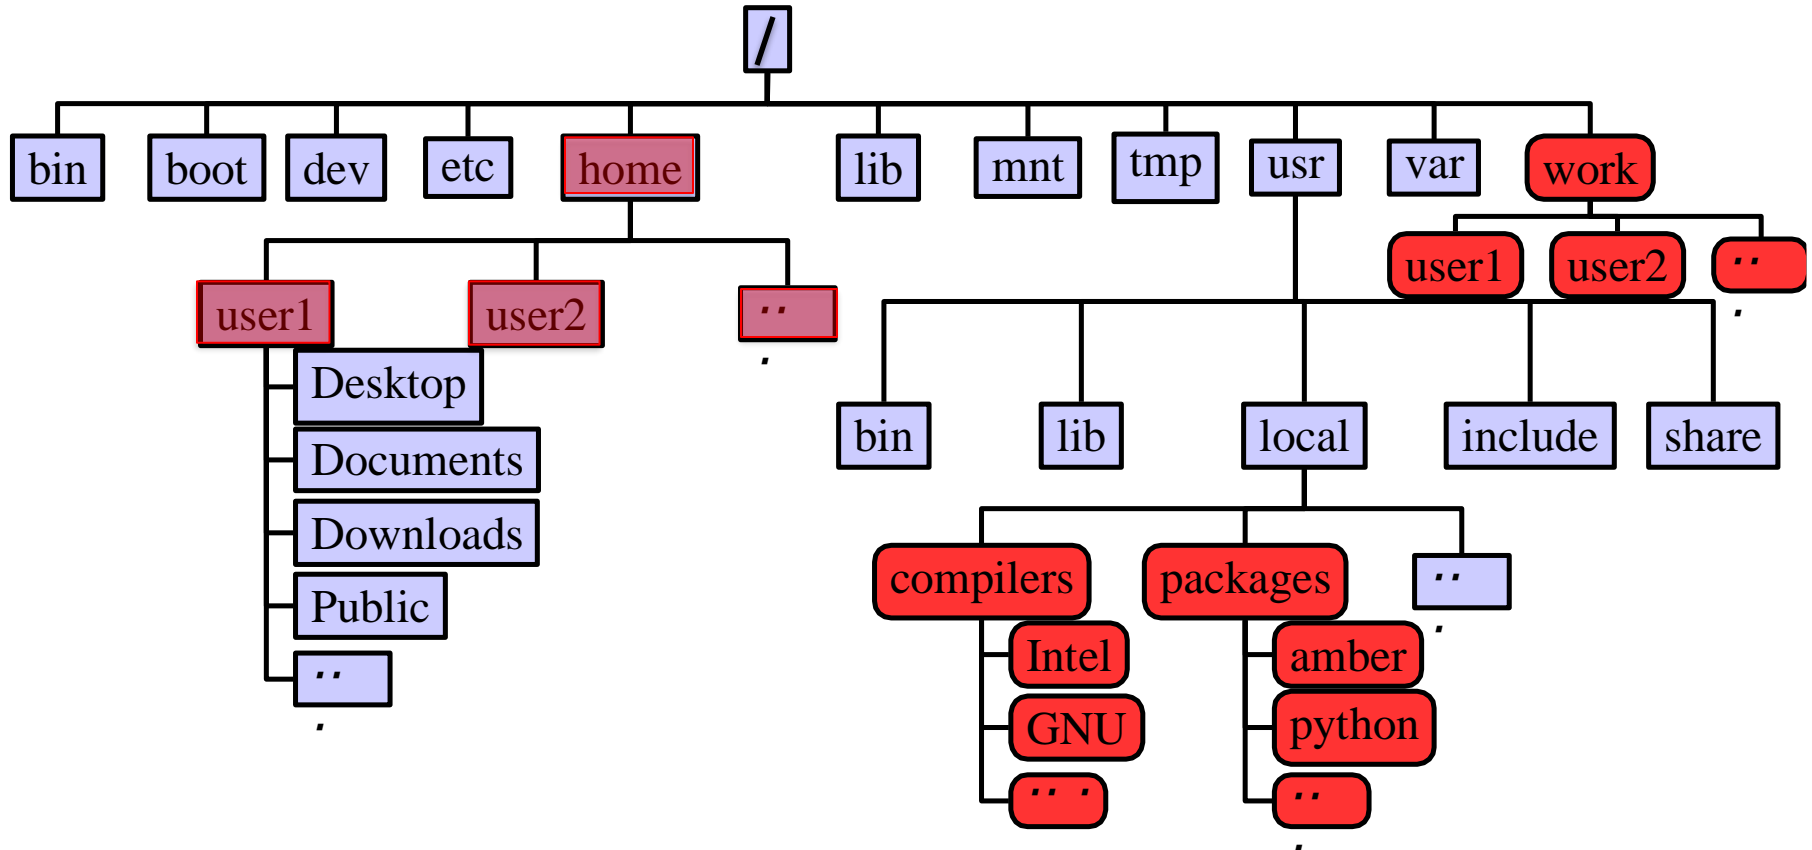 /
bin boot dev etc home lib mnt tmp usr var work
user1 user2 ...
user1 user2 ...
Desktop
Documents
Downloads
Public
...
bin lib local include share
compilers packages ...
Intel
GNU
...
amber
python
...